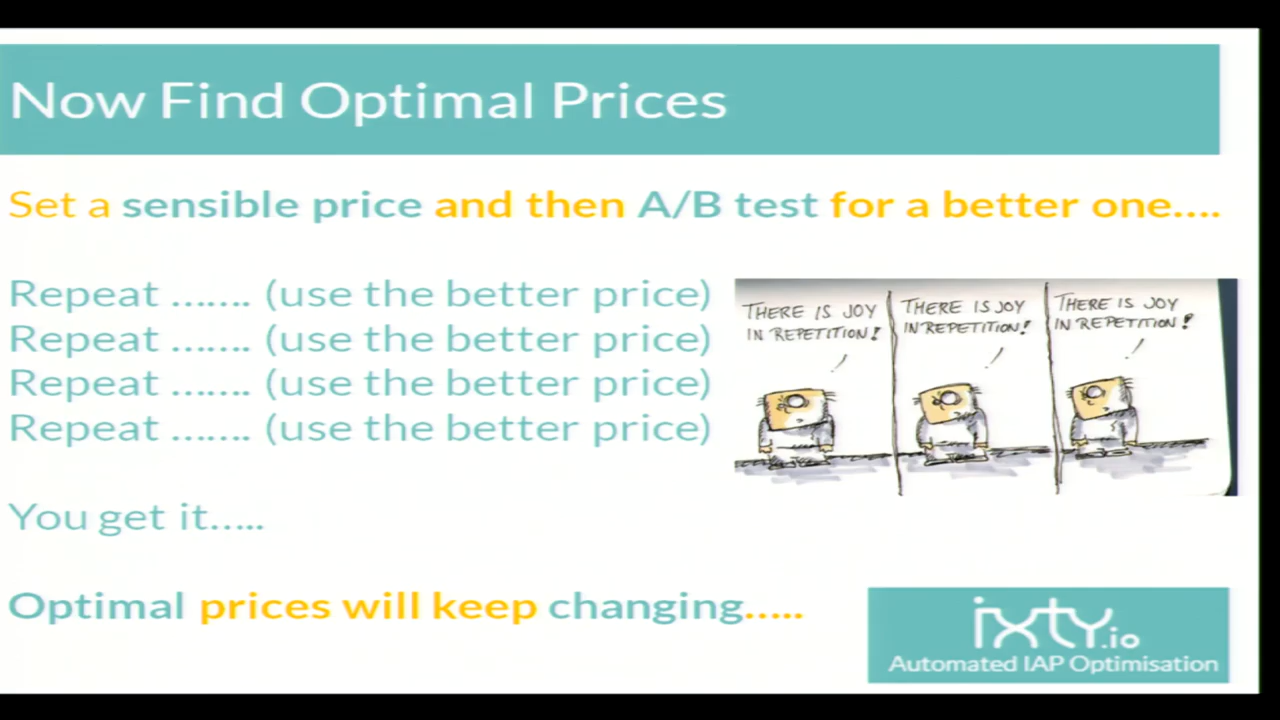 Now Find Optimal Prices
Set a sensible price and then A/B test for a better one....
Repeat ....... (use the better price)
Repeat ....... (use the better price)
Repeat ....... (use the better price)
Repeat ....... (use the better price)
THERE IS JOY
IN REPETITION!
THERE IS JOY
IN REPETITION!
THERE IS JOY
IN REPETITION!
You get it.....
Optimal prices will keep changing.....
ixty.io
Automated IAP Optimisation